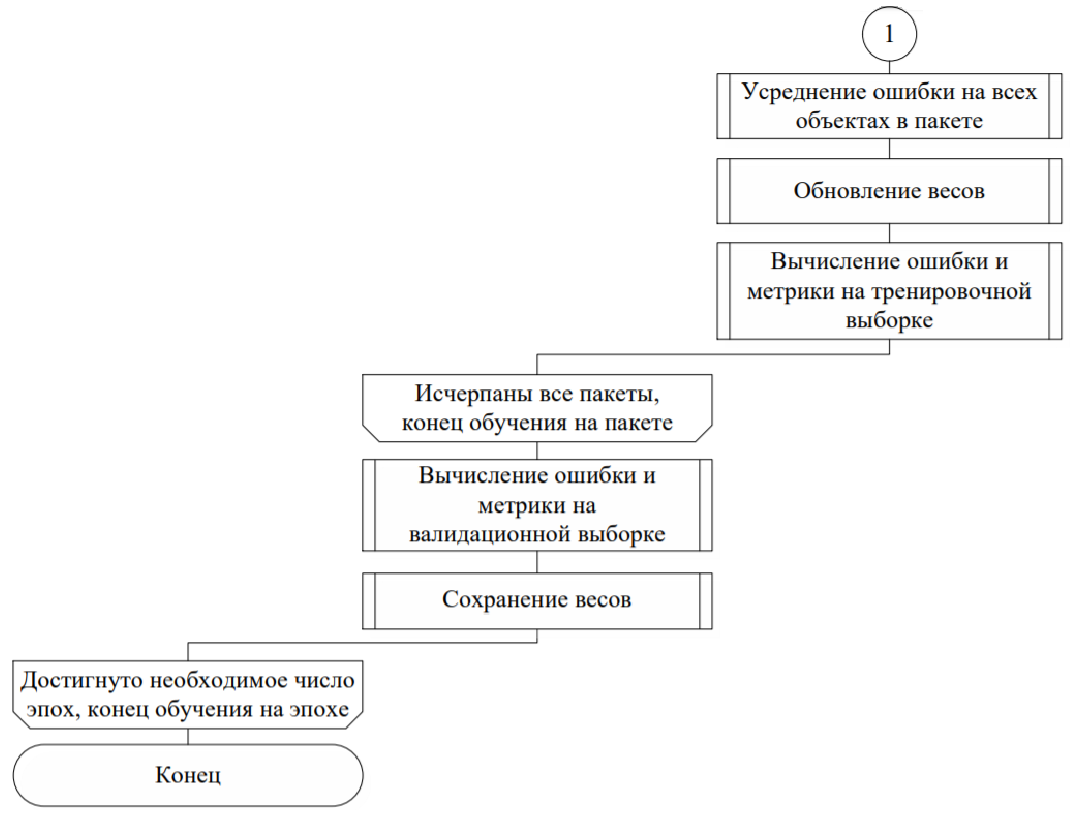 1
Усреднение ошибки на всех
объектах в пакете
Обновление весов
Вычисление ошибки и
метрики на тренировочной
выборке
Исчерпаны все пакеты,
конец обучения на пакете
Вычисление ошибки и
метрики на
валидационной выборке
Сохранение весов
Достигнуто необходимое число
эпох, конец обучения на эпохе
Конец